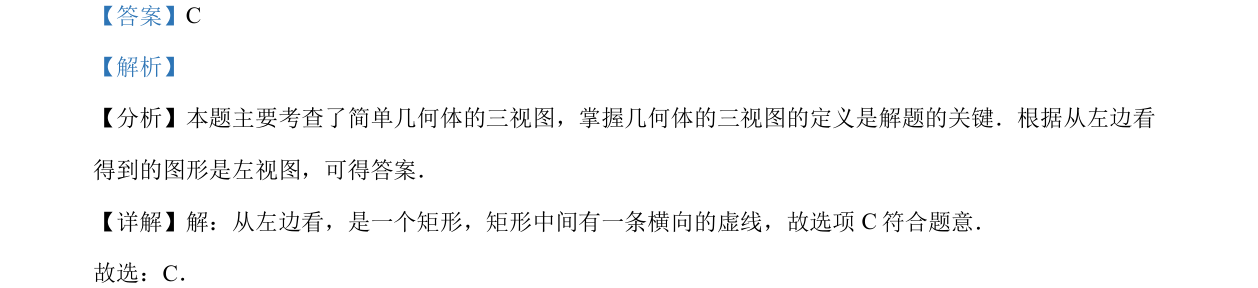 【答案】C
【解析】
【分析】本题主要考查了简单几何体的三视图，掌握几何体的三视图的定义是解题的关键．根据从左边看
得到的图形是左视图，可得答案．
【详解】解：从左边看，是一个矩形，矩形中间有一条横向的虚线，故选项 C 符合题意．
故选：C．